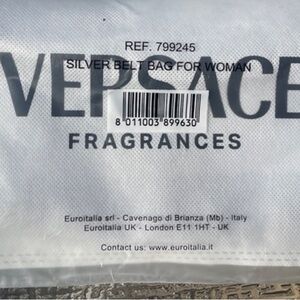 REF. 799245
SILVER BELT BAG FOR WOMAN
VERSACE
8 011003 899630
FRAGRANCES
Euroitalia srl - Cavenago di Brianza (Mb) - Italy
Euroitalia UK - London E11 1HT - UK
Contact us: www.euroitalia.it